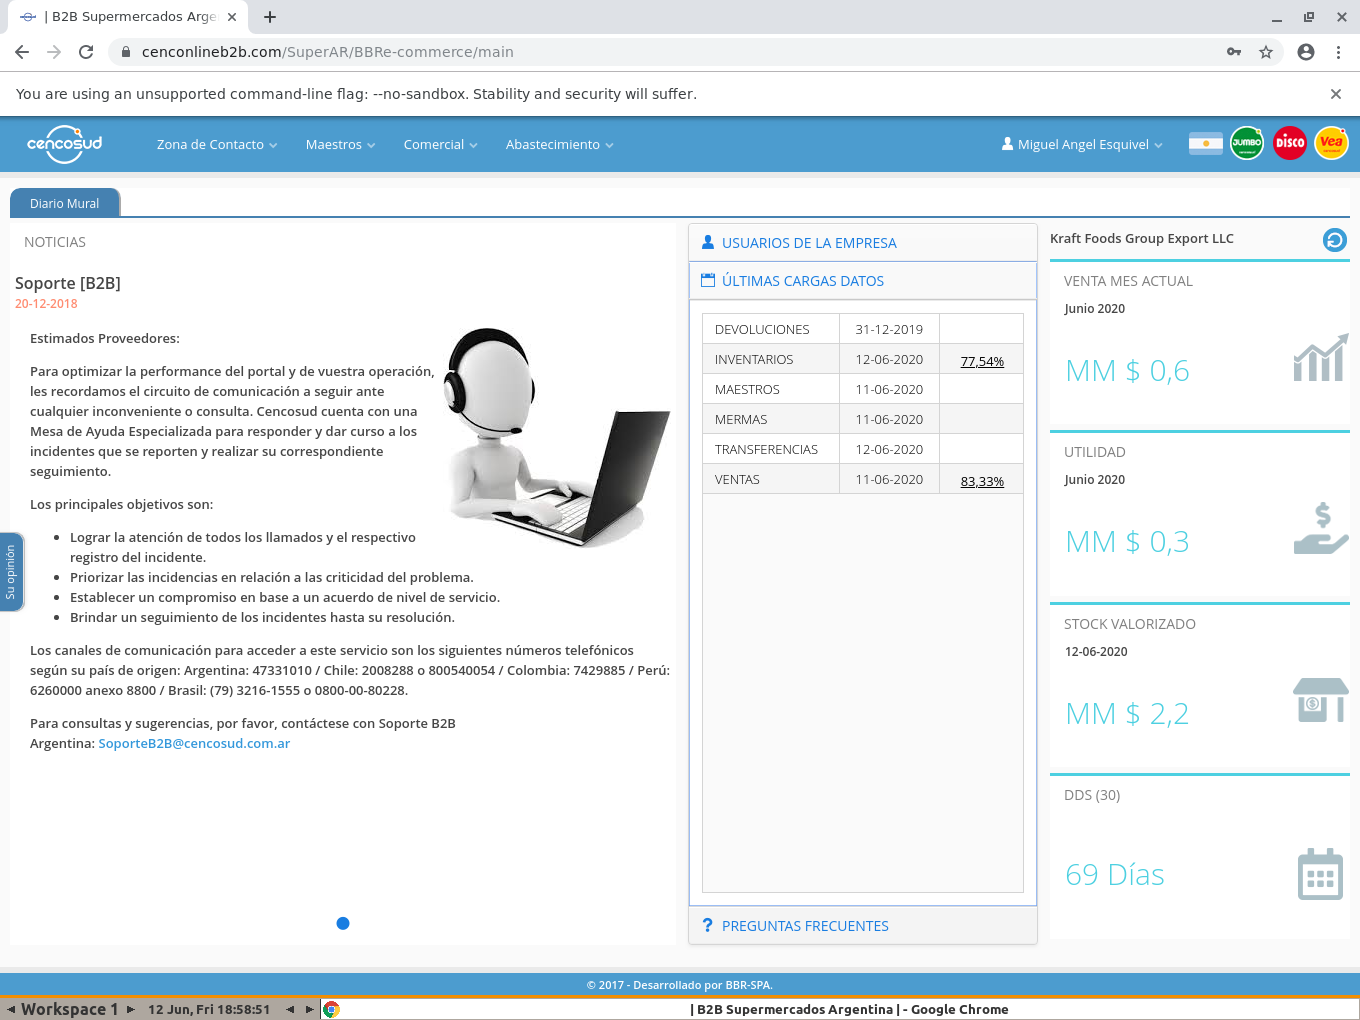 | B2B Supermercados Arge
cenconlineb2b.com/SuperAR/BBRe-commerce/main
You are using an unsupported command-line flag: --no-sandbox. Stability and security will suffer.
cencosud
Zona de Contacto
Maestros
Comercial
Abastecimiento
Miguel Angel Esquivel
JUMBO
DISCO
Vea
Diario Mural
NOTICIAS
Soporte [B2B]
20-12-2018
Estimados Proveedores:
Para optimizar la performance del portal y de vuestra operación,
les recordamos el circuito de comunicación a seguir ante
cualquier inconveniente o consulta. Cencosud cuenta con una
Mesa de Ayuda Especializada para responder y dar curso a los
incidentes que se reporten y realizar su correspondiente
seguimiento.
Los principales objetivos son:
• Lograr la atención de todos los llamados y el respectivo
registro del incidente.
• Priorizar las incidencias en relación a las criticidad del problema.
• Establecer un compromiso en base a un acuerdo de nivel de servicio.
• Brindar un seguimiento de los incidentes hasta su resolución.
Los canales de comunicación para acceder a este servicio son los siguientes números telefónicos
según su país de origen: Argentina: 47331010 / Chile: 2008288 o 800540054 / Colombia: 7429885 / Perú:
6260000 anexo 8800 / Brasil: (79) 3216-1555 o 0800-00-80228.
Para consultas y sugerencias, por favor, contáctese con Soporte B2B
Argentina: SoporteB2B@cencosud.com.ar
Su opinión
USUARIOS DE LA EMPRESA
ÚLTIMAS CARGAS DATOS
DEVOLUCIONES 31-12-2019
INVENTARIOS 12-06-2020 77,54%
MAESTROS 11-06-2020
MERMAS 11-06-2020
TRANSFERENCIAS 12-06-2020
VENTAS 11-06-2020 83,33%
? PREGUNTAS FRECUENTES
Kraft Foods Group Export LLC
VENTA MES ACTUAL
Junio 2020
MM $ 0,6
UTILIDAD
Junio 2020
MM $ 0,3
STOCK VALORIZADO
12-06-2020
MM $ 2,2
DDS (30)
69 Días
© 2017 - Desarrollado por BBR-SPA.
Workspace 1
12 Jun, Fri 18:58:51
| B2B Supermercados Argentina | - Google Chrome